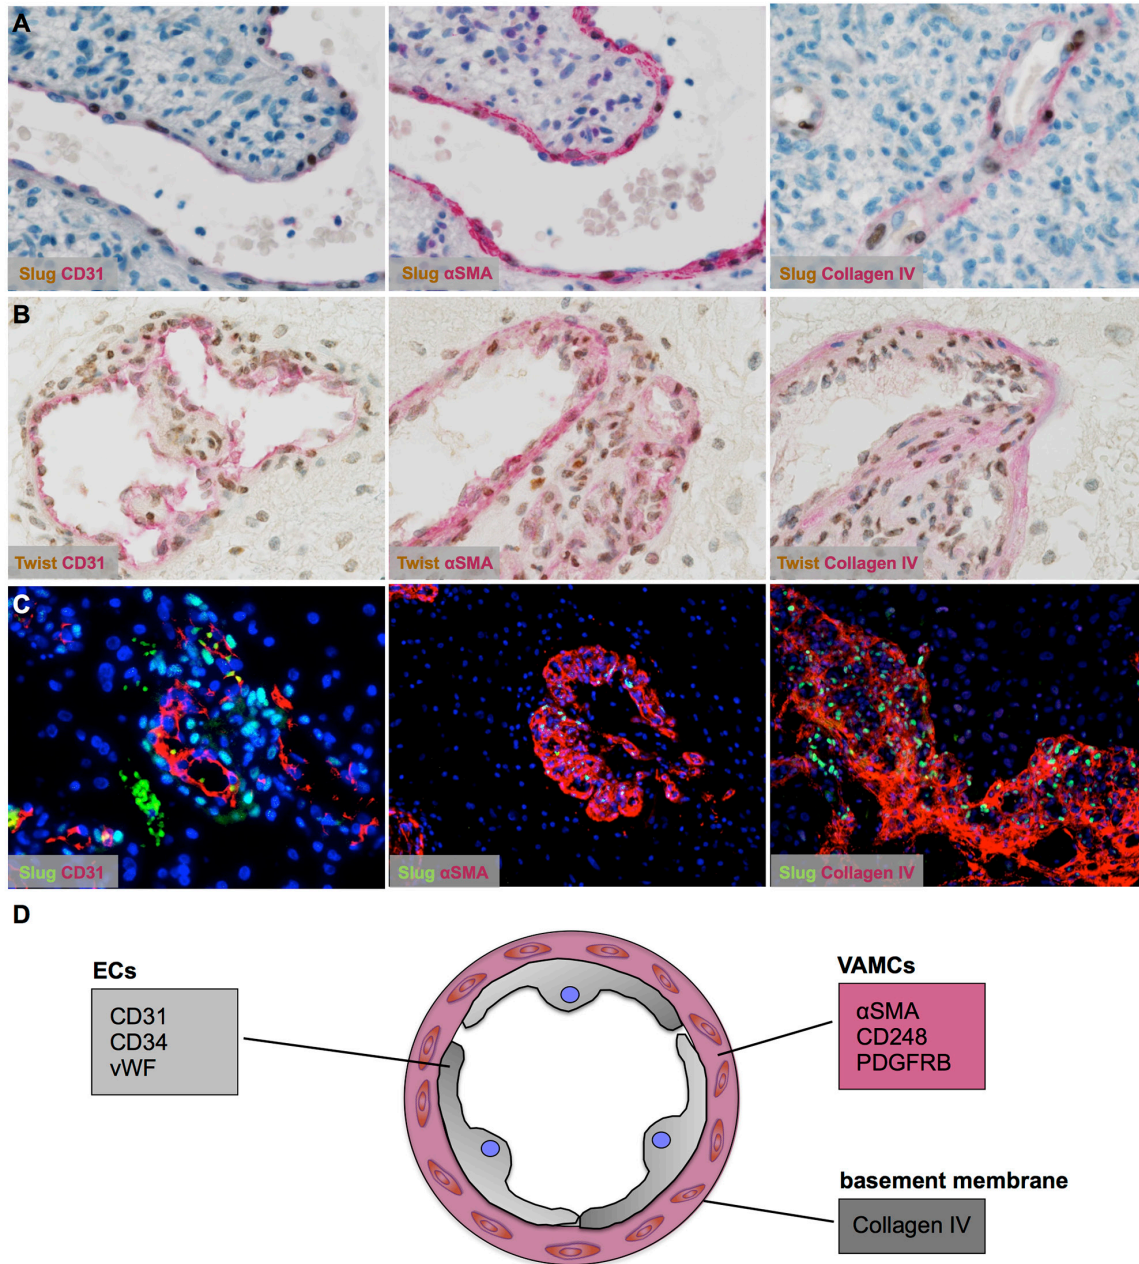 A
Slug CD31
Slug αSMA
Slug Collagen IV
B
Twist CD31
Twist αSMA
Twist Collagen IV
C
Slug CD31
Slug αSMA
Slug Collagen IV
D
ECs
CD31
CD34
vWF
VAMCs
αSMA
CD248
PDGFRB
basement membrane
Collagen IV